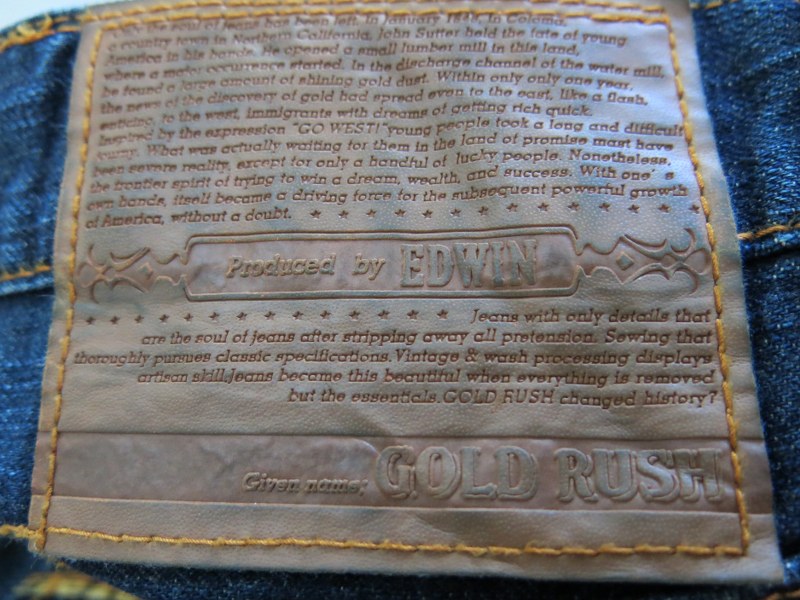 the soul of jeans has been left. In January 1848, In Coloma,
a country town in Northern California, John Sutter held the fate of young
America in his hands. He opened a small lumber mill in this land,
where a major occurrence started. In the discharge channel of the water mill,
he found a large amount of shining gold dust. Within only only one year,
the news of the discovery of gold had spread even to the east, like a flash,
enticing to the west, immigrants with dreams of getting rich quick.
Inspired by the expression "GO WEST!" young people took a long and difficult
journy. What was actually waiting for them in the land of promise mast have
been severe reality, except for only a handful of lucky people. Nonetheless,
the frontier spirit of trying to win a dream, wealth, and success. With one's
own hands, itself became a driving force for the subsequent powerful growth
of America, without a doubt. * * * * * * * * * * * * * * *
Produced by EDWIN
* * * * * * * * * * * * * * Jeans with only details that
are the soul of jeans after stripping away all pretension. Sewing that
thoroughly pursues classic specifications. Vintage & wash processing displays
artisan skill.Jeans became this beautiful when everything is removed
but the essentials.GOLD RUSH changed history?
Given name: GOLD RUSH